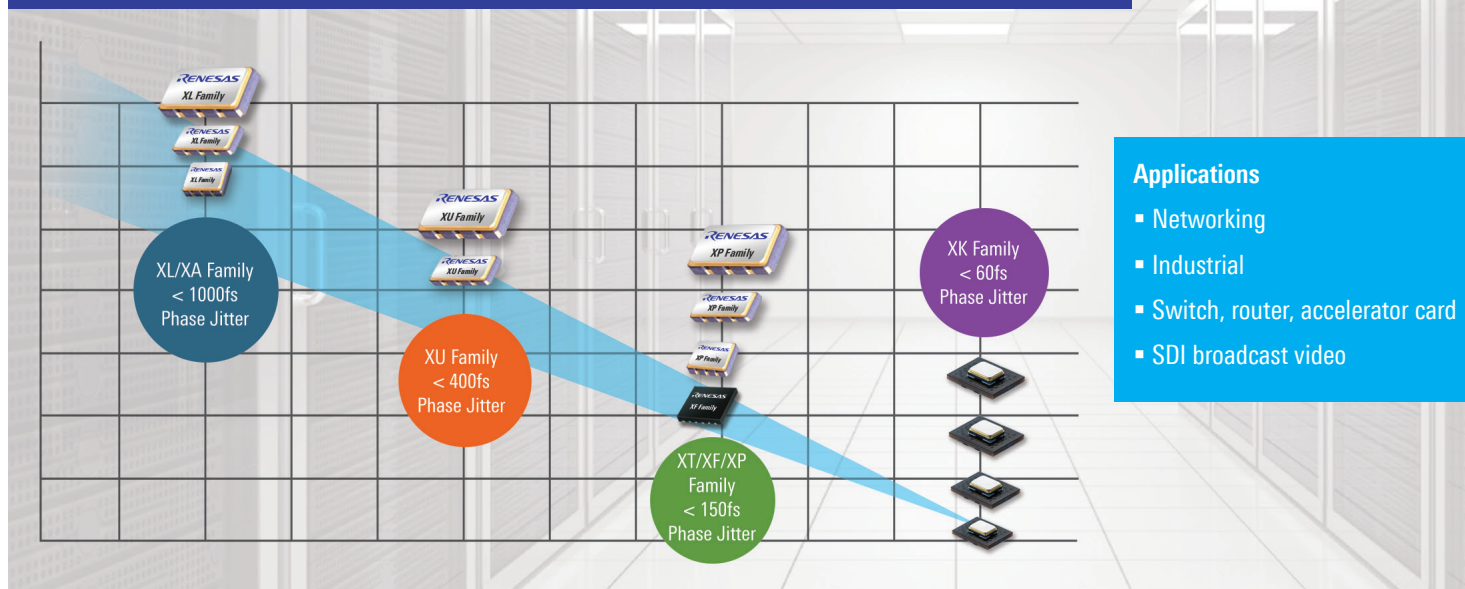 RENESAS
XL Family
RENESAS
XL Family
RENESAS
XL Family
XL/XA Family
< 1000fs
Phase Jitter
RENESAS
XU Family
RENESAS
XU Family
XU Family
< 400fs
Phase Jitter
RENESAS
XP Family
RENESAS
XP Family
RENESAS
XP Family
RENESAS
XF Family
XT/XF/XP
Family
< 150fs
Phase Jitter
XK Family
< 60fs
Phase Jitter
Applications
▪ Networking
▪ Industrial
▪ Switch, router, accelerator card
▪ SDI broadcast video